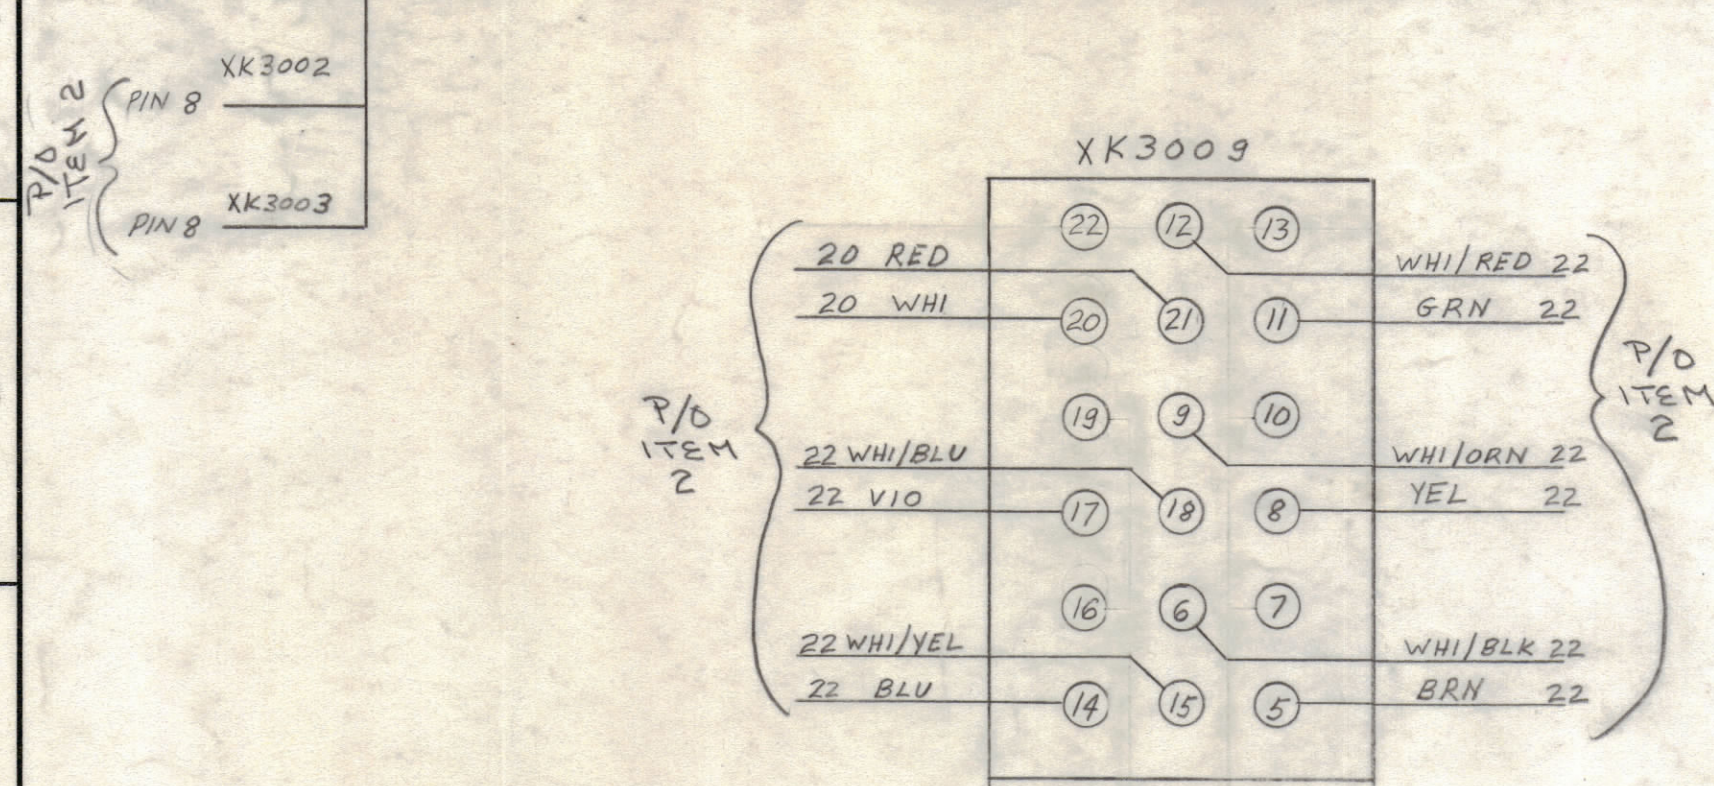 XK3002
PIN 8
P/O
ITEM 2
XK3003
PIN 8
XK3009
22 12 13
20 RED
WHI/RED 22
20 WHI
GRN 22
20 21 11
P/O
ITEM
2
P/O
ITEM
2
19 9 10
22 WHI/BLU
WHI/ORN 22
22 VIO
YEL 22
17 18 8
16 6 7
22 WHI/YEL
WHI/BLK 22
22 BLU
BRN 22
14 15 5